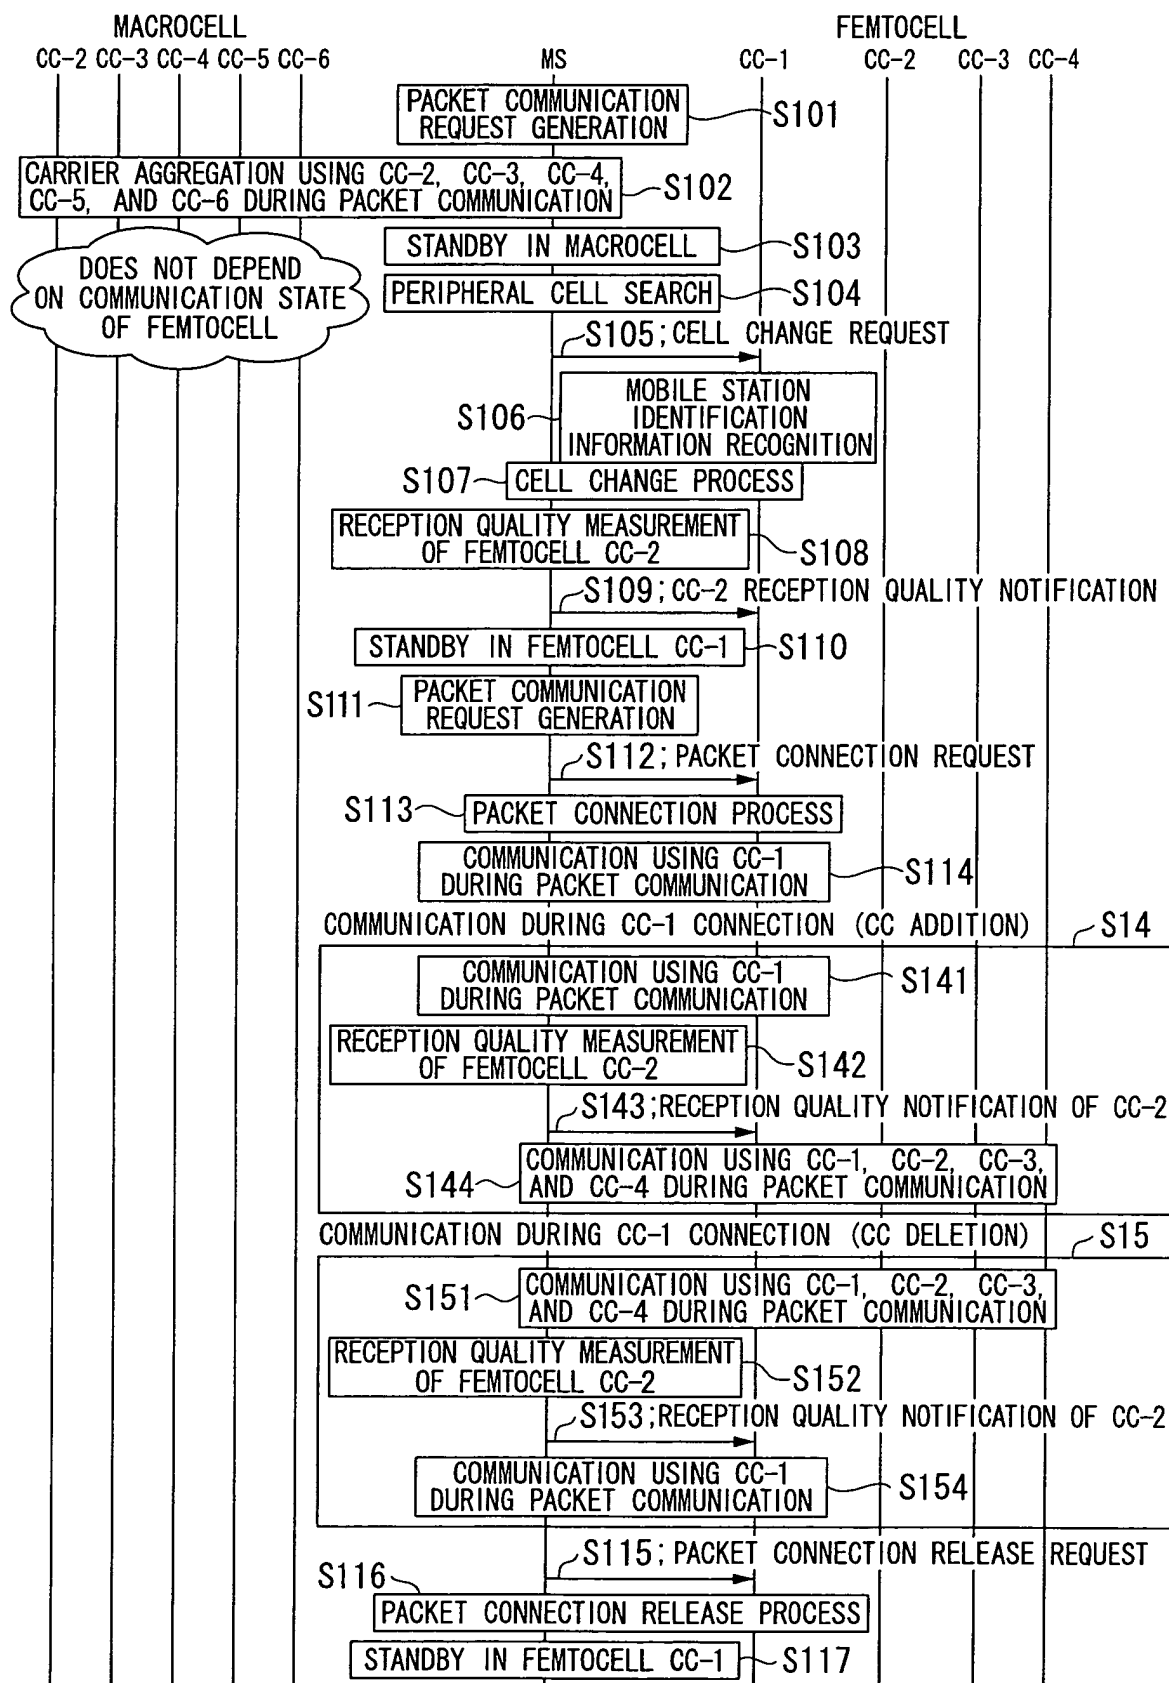 MACROCELL
FEMTOCELL
CC-2 CC-3 CC-4 CC-5 CC-6 MS CC-1 CC-2 CC-3 CC-4
PACKET COMMUNICATION
REQUEST GENERATION
S101
CARRIER AGGREGATION USING CC-2, CC-3, CC-4,
CC-5, AND CC-6 DURING PACKET COMMUNICATION
S102
STANDBY IN MACROCELL
S103
DOES NOT DEPEND
ON COMMUNICATION STATE
OF FEMTOCELL
PERIPHERAL CELL SEARCH
S104
S105;CELL CHANGE REQUEST
S106
MOBILE STATION
IDENTIFICATION
INFORMATION RECOGNITION
S107
CELL CHANGE PROCESS
RECEPTION QUALITY MEASUREMENT
OF FEMTOCELL CC-2
S108
S109;CC-2 RECEPTION QUALITY NOTIFICATION
STANDBY IN FEMTOCELL CC-1
S110
S111
PACKET COMMUNICATION
REQUEST GENERATION
S112;PACKET CONNECTION REQUEST
S113
PACKET CONNECTION PROCESS
COMMUNICATION USING CC-1
DURING PACKET COMMUNICATION
S114
COMMUNICATION DURING CC-1 CONNECTION (CC ADDITION)
S14
COMMUNICATION USING CC-1
DURING PACKET COMMUNICATION
S141
RECEPTION QUALITY MEASUREMENT
OF FEMTOCELL CC-2
S142
S143;RECEPTION QUALITY NOTIFICATION OF CC-2
S144
COMMUNICATION USING CC-1, CC-2, CC-3,
AND CC-4 DURING PACKET COMMUNICATION
COMMUNICATION DURING CC-1 CONNECTION (CC DELETION)
S15
S151
COMMUNICATION USING CC-1, CC-2, CC-3,
AND CC-4 DURING PACKET COMMUNICATION
RECEPTION QUALITY MEASUREMENT
OF FEMTOCELL CC-2
S152
S153;RECEPTION QUALITY NOTIFICATION OF CC-2
COMMUNICATION USING CC-1
DURING PACKET COMMUNICATION
S154
S115;PACKET CONNECTION RELEASE REQUEST
S116
PACKET CONNECTION RELEASE PROCESS
STANDBY IN FEMTOCELL CC-1
S117